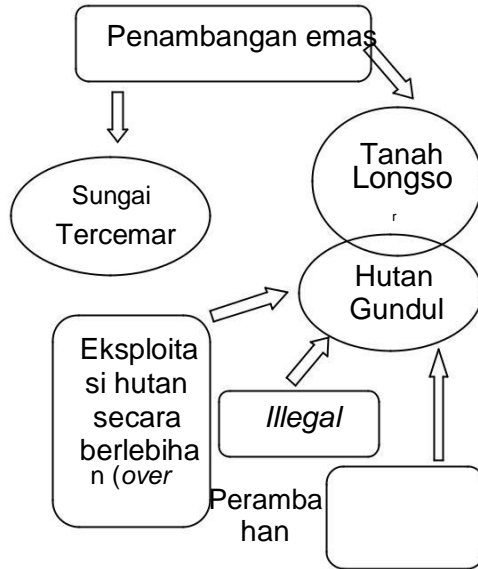 Penambangan emas
Tanah
Longso
r
Sungai
Tercemar
Hutan
Gundul
Eksploita
si hutan
secara
berlebiha
n (over
Illegal
Peramba
han